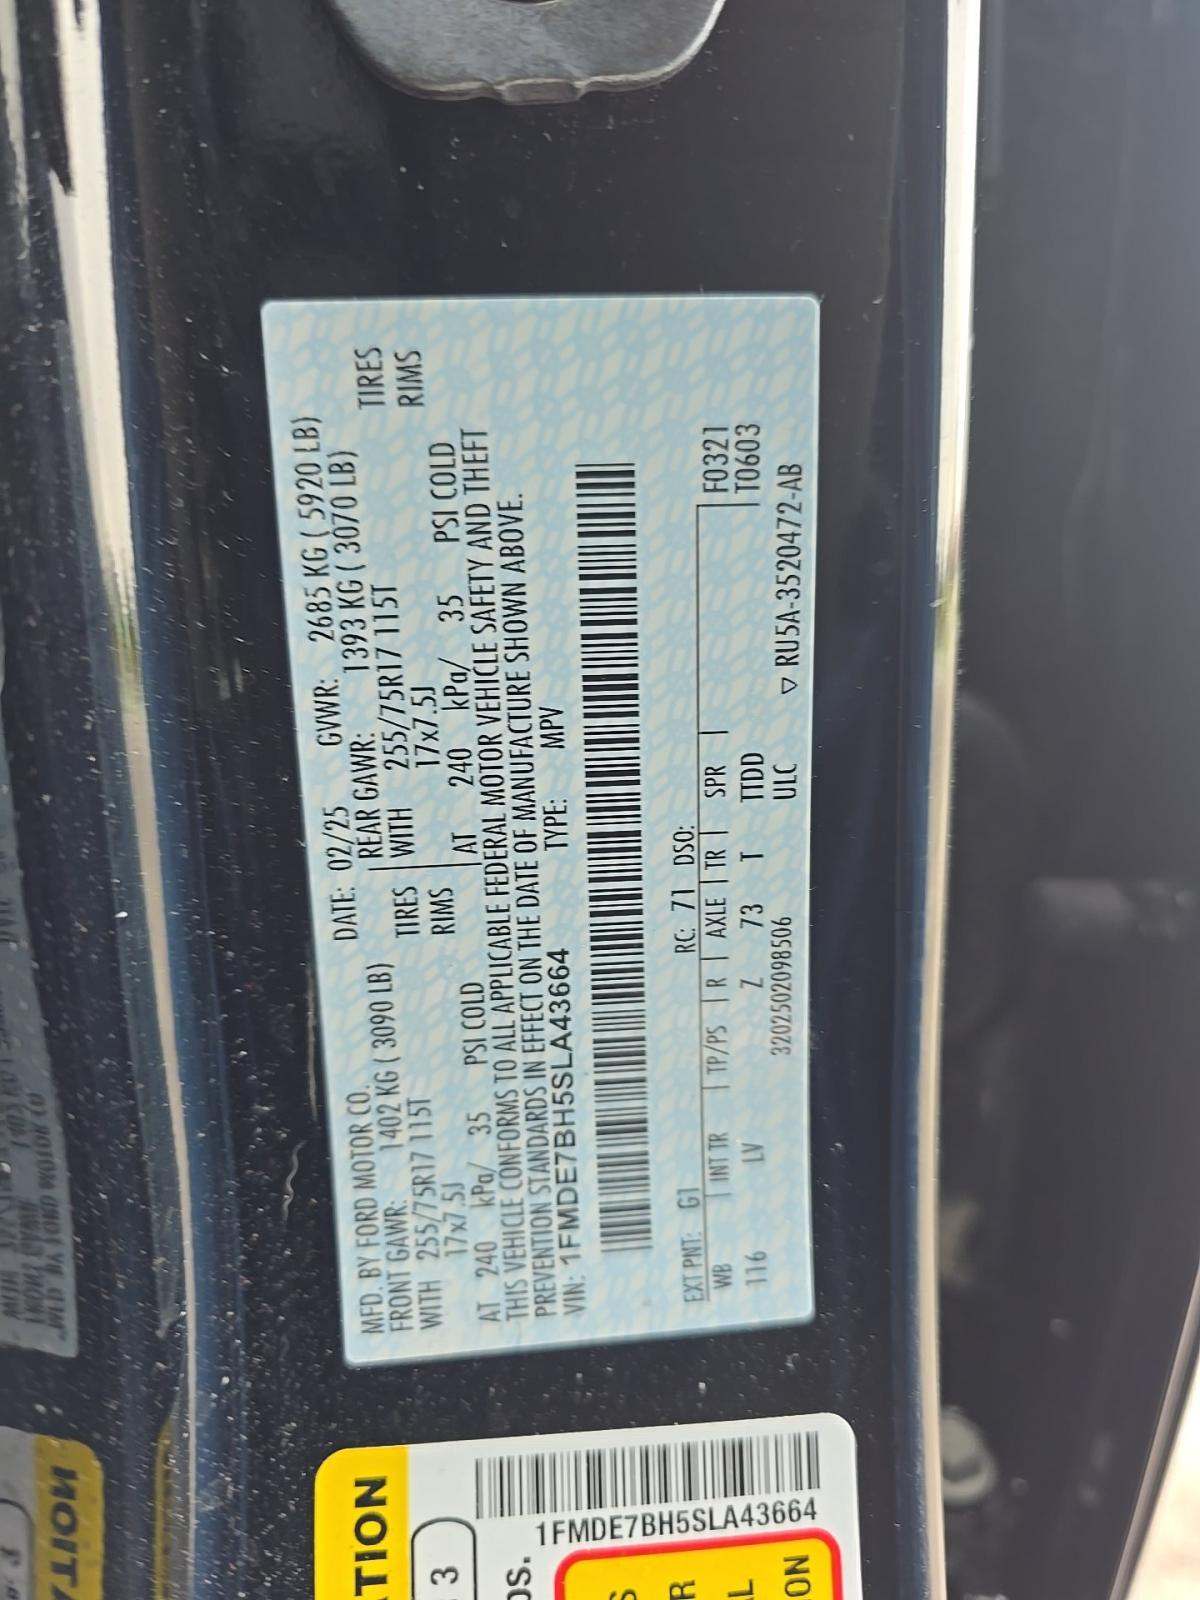 MFD. BY FORD MOTOR CO.
DATE: 02/25 GVWR: 2685 KG ( 5920 LB)
FRONT GAWR: 1402 KG ( 3090 LB) REAR GAWR: 1393 KG ( 3070 LB)
WITH 255/75R17 115T TIRES WITH 255/75R17 115T TIRES
17x7.5J RIMS 17x7.5J RIMS
AT 240 kPa/ 35 PSI COLD AT 240 kPa/ 35 PSI COLD
THIS VEHICLE CONFORMS TO ALL APPLICABLE FEDERAL MOTOR VEHICLE SAFETY AND THEFT
PREVENTION STANDARDS IN EFFECT ON THE DATE OF MANUFACTURE SHOWN ABOVE.
VIN: 1FMDE7BH5SLA43664 TYPE: MPV
EXT PNT: G1 RC: 71 DSO: F0321
WB INT TR TP/PS R AXLE TR SPR T0603
116 LV Z 73 T TTDD
3202502098506 ULC ▽ RU5A-3520472-AB
1FMDE7BH5SLA43664